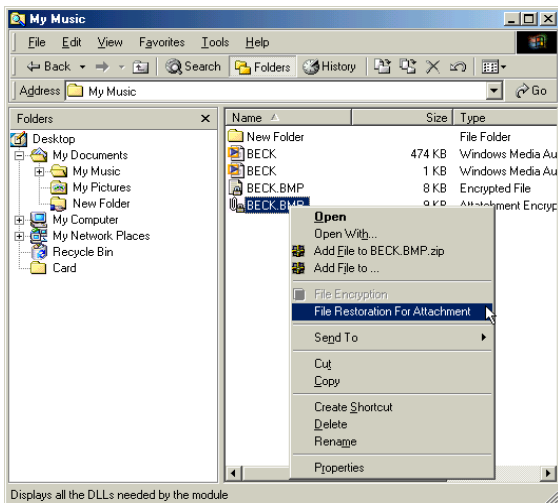 My Music
File Edit View Favorites Tools Help
Back Search Folders History
Address My Music Go
Folders
Name Size Type
Desktop
My Documents
My Music
My Pictures
New Folder
My Computer
My Network Places
Recycle Bin
Card
New Folder File Folder
BECK 474 KB Windows Media Au
BECK 1 KB Windows Media Au
BECK.BMP 8 KB Encrypted File
BECK.BMP 9 KB Attatchment Encryp
Open
Open With...
Add File to BECK.BMP.zip
Add File to ...
File Encryption
File Restoration For Attachment
Send To
Cut
Copy
Create Shortcut
Delete
Rename
Properties
Displays all the DLLs needed by the module